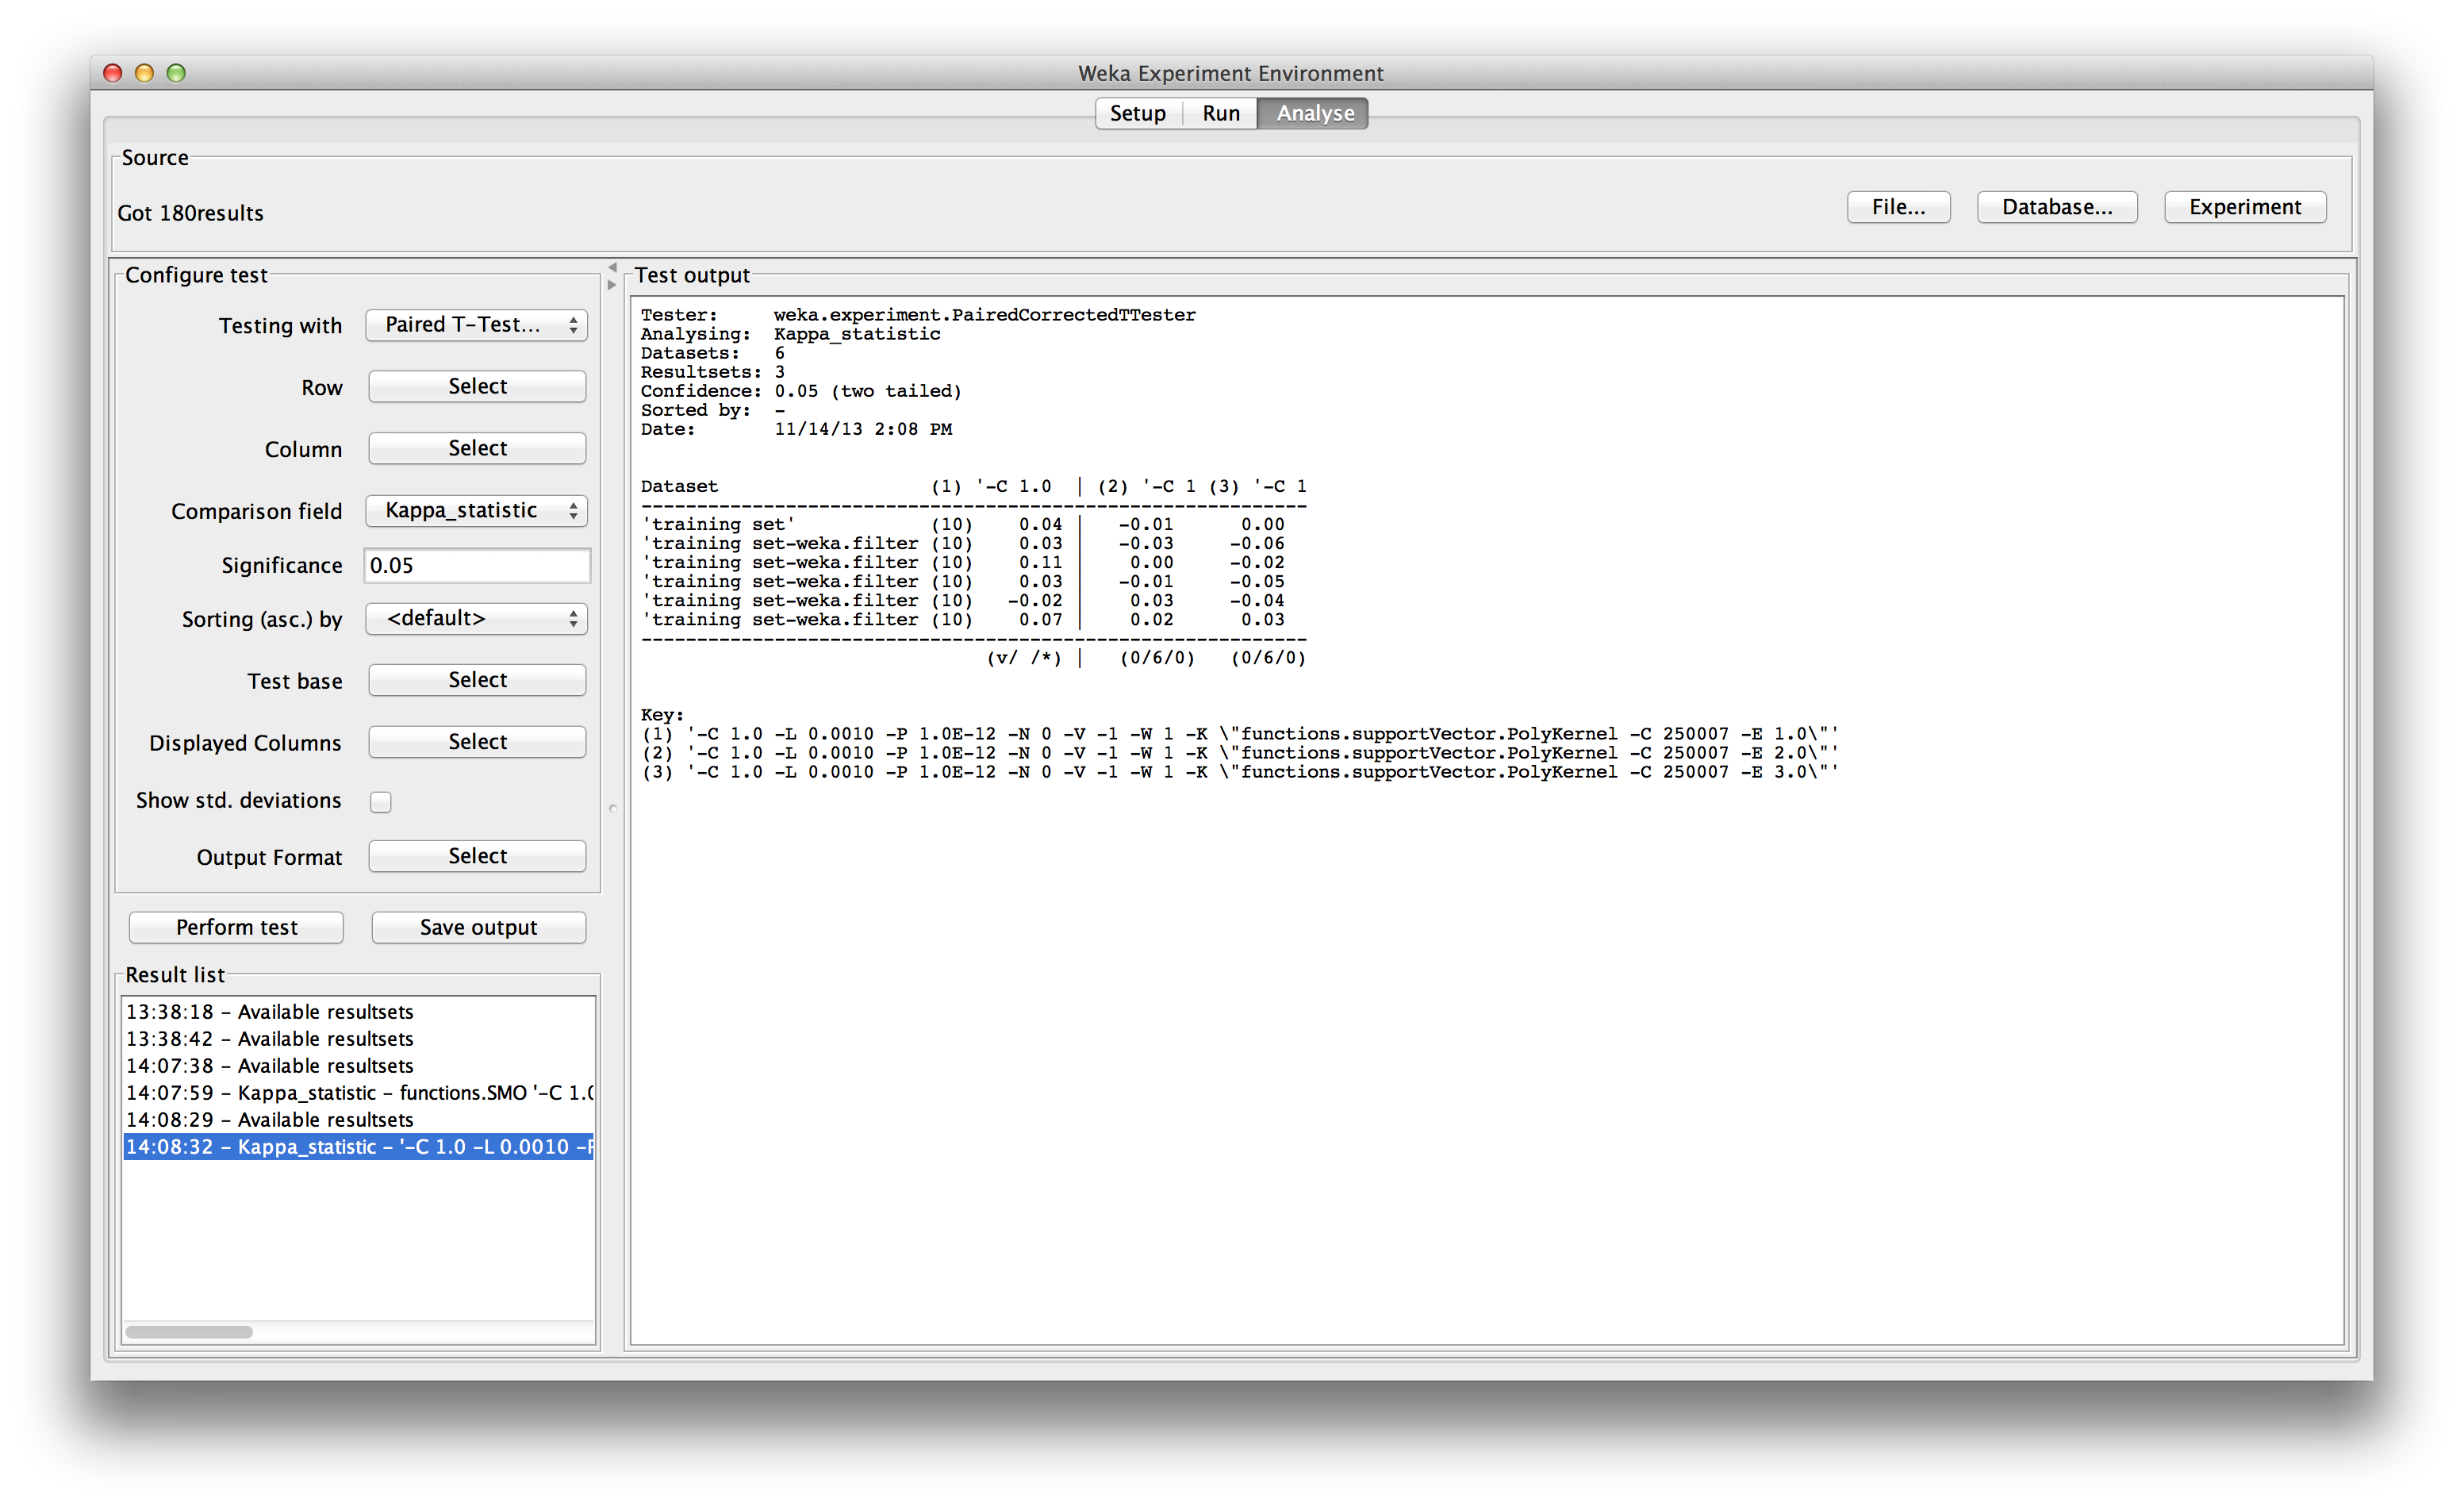 Weka Experiment Environment
Setup Run Analyse
Source
Got 180results
File... Database... Experiment
Configure test
Testing with Paired T-Test...
Row Select
Column Select
Comparison field Kappa_statistic
Significance 0.05
Sorting (asc.) by <default>
Test base Select
Displayed Columns Select
Show std. deviations
Output Format Select
Perform test Save output
Result list
13:38:18 – Available resultsets
13:38:42 – Available resultsets
14:07:38 – Available resultsets
14:07:59 – Kappa_statistic – functions.SMO '-C 1.0
14:08:29 – Available resultsets
14:08:32 – Kappa_statistic – '-C 1.0 -L 0.0010 -P
Test output
Tester:     weka.experiment.PairedCorrectedTTester
Analysing:  Kappa_statistic
Datasets:   6
Resultsets: 3
Confidence: 0.05 (two tailed)
Sorted by:  -
Date:       11/14/13 2:08 PM
Dataset                   (1) '-C 1.0  | (2) '-C 1 (3) '-C 1
------------------------------------------------------------
'training set'            (10)    0.04 |   -0.01      0.00
'training set-weka.filter (10)    0.03 |   -0.03     -0.06
'training set-weka.filter (10)    0.11 |    0.00     -0.02
'training set-weka.filter (10)    0.03 |   -0.01     -0.05
'training set-weka.filter (10)   -0.02 |    0.03     -0.04
'training set-weka.filter (10)    0.07 |    0.02      0.03
------------------------------------------------------------
(v/ /*) |   (0/6/0)   (0/6/0)
Key:
(1) '-C 1.0 -L 0.0010 -P 1.0E-12 -N 0 -V -1 -W 1 -K \"functions.supportVector.PolyKernel -C 250007 -E 1.0\"'
(2) '-C 1.0 -L 0.0010 -P 1.0E-12 -N 0 -V -1 -W 1 -K \"functions.supportVector.PolyKernel -C 250007 -E 2.0\"'
(3) '-C 1.0 -L 0.0010 -P 1.0E-12 -N 0 -V -1 -W 1 -K \"functions.supportVector.PolyKernel -C 250007 -E 3.0\"'